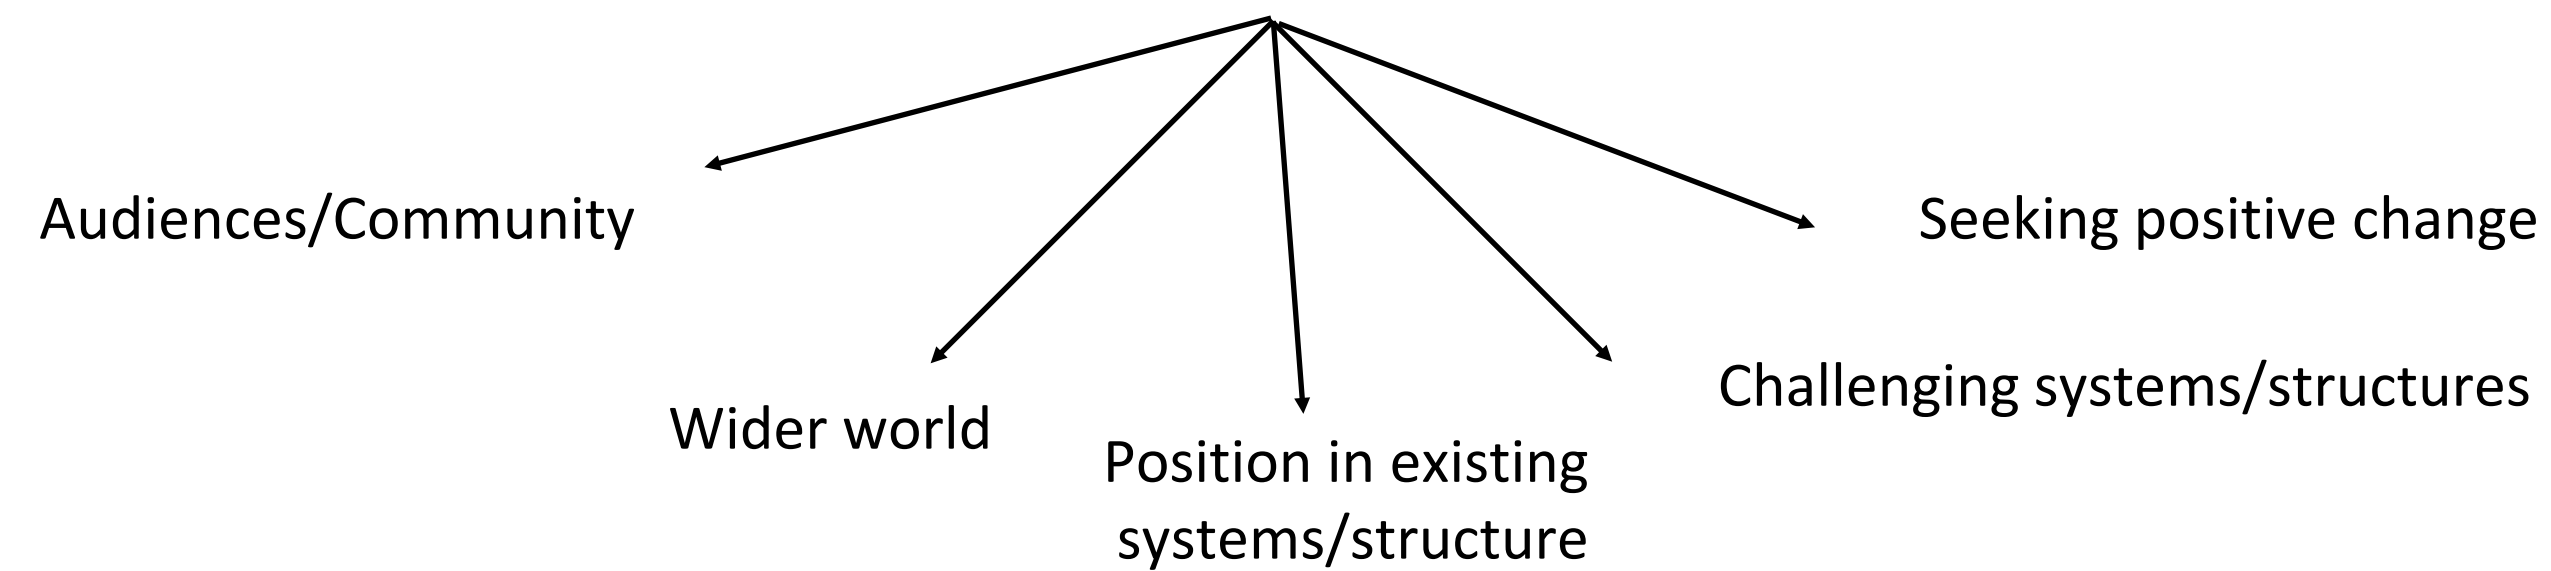 Audiences/Community
Seeking positive change
Wider world
Challenging systems/structures
Position in existing
systems/structure